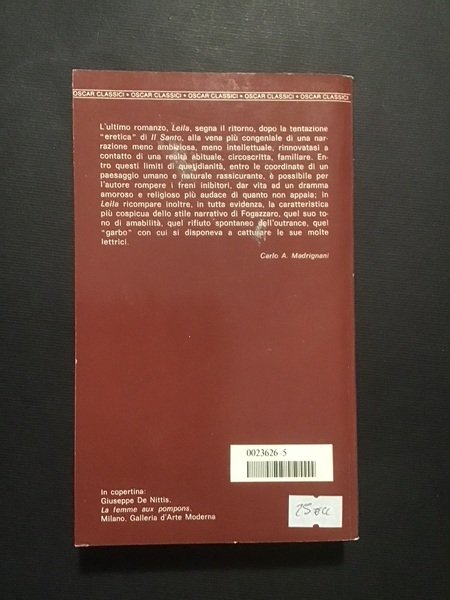 OSCAR CLASSICI • OSCAR CLASSICI • OSCAR CLASSICI • OSCAR CLASSICI • OSCAR CLASSICI
L'ultimo romanzo, Leila, segna il ritorno, dopo la tentazione
"eretica" di Il Santo, alla vena più congeniale di una nar-
razione meno ambiziosa, meno intellettuale, rinnovatasi a
contatto di una realtà abituale, circoscritta, familiare. En-
tro questi limiti di quotidianità, entro le coordinate di un
paesaggio umano e naturale rassicurante, è possibile per
l'autore rompere i freni inibitori, dar vita ad un dramma
amoroso e religioso più audace di quanto non appaia; in
Leila ricompare inoltre, in tutta evidenza, la caratteristica
più cospicua dello stile narrativo di Fogazzaro, quel suo to-
no di amabilità, quel rifiuto spontaneo dell'outrance, quel
"garbo" con cui si disponeva a catturare le sue molte
lettrici.
Carlo A. Madrignani
0023626-5
In copertina:
Giuseppe De Nittis,
La femme aux pompons,
Milano, Galleria d'Arte Moderna